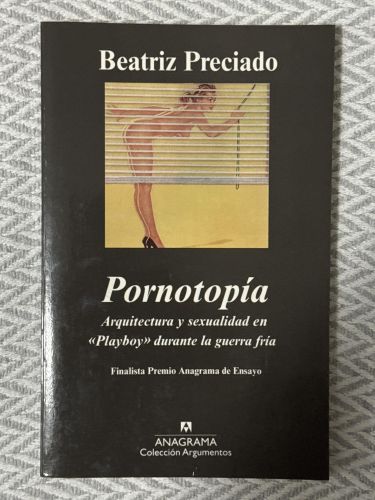 Beatriz Preciado
Pornotopía
Arquitectura y sexualidad en
«Playboy» durante la guerra fría
Finalista Premio Anagrama de Ensayo
ANAGRAMA
Colección Argumentos